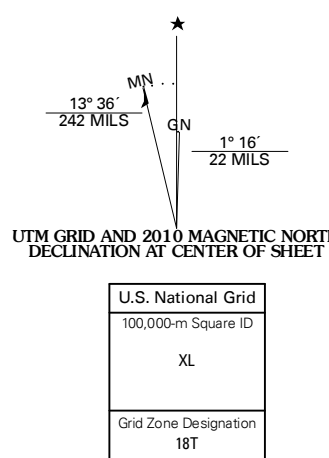 ★
MN
13° 36´
242 MILS
GN
1° 16´
22 MILS
UTM GRID AND 2010 MAGNETIC NORT
DECLINATION AT CENTER OF SHEET
U.S. National Grid
100,000-m Square ID
XL
Grid Zone Designation
18T